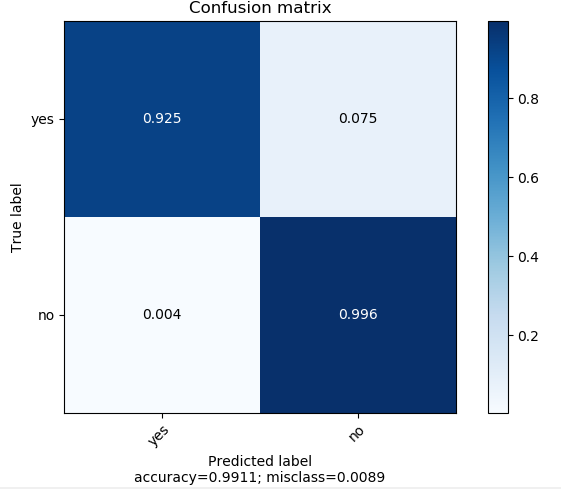 Confusion matrix
yes
0.925
0.075
0.8
0.6
True label
0.4
no
0.004
0.996
0.2
yes
no
Predicted label
accuracy=0.9911; misclass=0.0089